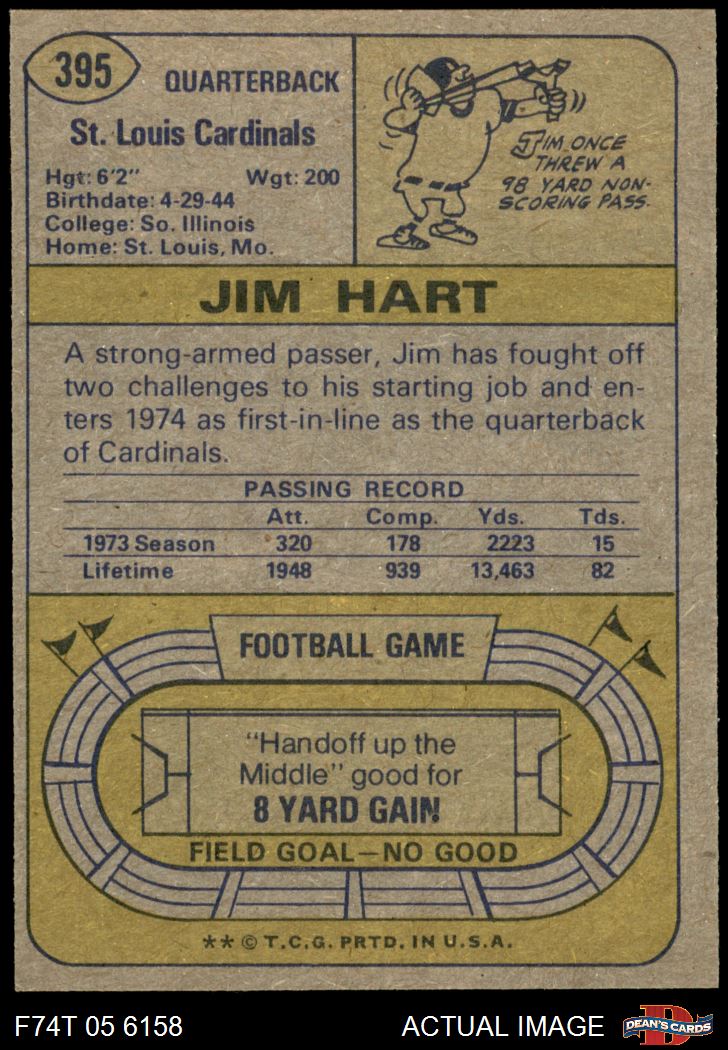 395
QUARTERBACK
St. Louis Cardinals
Hgt: 6'2" Wgt: 200
Birthdate: 4-29-44
College: So. Illinois
Home: St. Louis, Mo.
JIM ONCE
THREW A
98 YARD NON-
SCORING PASS.
JIM HART
A strong-armed passer, Jim has fought off
two challenges to his starting job and en-
ters 1974 as first-in-line as the quarterback
of Cardinals.
PASSING RECORD
Att. Comp. Yds. Tds.
1973 Season 320 178 2223 15
Lifetime 1948 939 13,463 82
FOOTBALL GAME
"Handoff up the
Middle" good for
8 YARD GAIN!
FIELD GOAL—NO GOOD
** © T.C.G. PRTD. IN U.S.A.
F74T 05 6158 ACTUAL IMAGE
D
DEAN'S CARDS